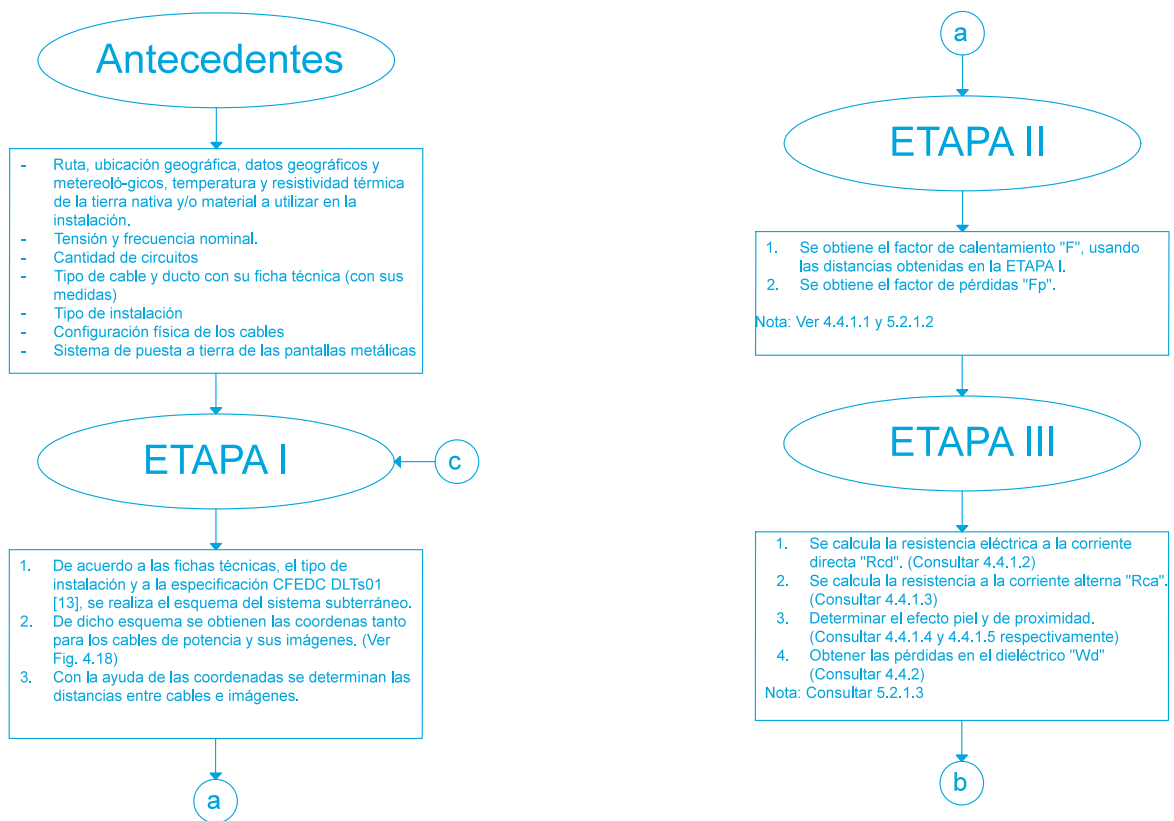 Antecedentes
- Ruta, ubicación geográfica, datos geográficos y
metereoló-gicos, temperatura y resistividad térmica
de la tierra nativa y/o material a utilizar en la
instalación.
- Tensión y frecuencia nominal.
- Cantidad de circuitos
- Tipo de cable y ducto con su ficha técnica (con sus
medidas)
- Tipo de instalación
- Configuración física de los cables
- Sistema de puesta a tierra de las pantallas metálicas
ETAPA I
c
1. De acuerdo a las fichas técnicas, el tipo de
instalación y a la especificación CFEDC DLTs01
[13], se realiza el esquema del sistema subterráneo.
2. De dicho esquema se obtienen las coordenas tanto
para los cables de potencia y sus imágenes. (Ver
Fig. 4.18)
3. Con la ayuda de las coordenadas se determinan las
distancias entre cables e imágenes.
a
a
ETAPA II
1. Se obtiene el factor de calentamiento "F", usando
las distancias obtenidas en la ETAPA I.
2. Se obtiene el factor de pérdidas "Fp".
Nota: Ver 4.4.1.1 y 5.2.1.2
ETAPA III
1. Se calcula la resistencia eléctrica a la corriente
directa "Rcd". (Consultar 4.4.1.2)
2. Se calcula la resistencia a la corriente alterna "Rca".
(Consultar 4.4.1.3)
3. Determinar el efecto piel y de proximidad.
(Consultar 4.4.1.4 y 4.4.1.5 respectivamente)
4. Obtener las pérdidas en el dieléctrico "Wd"
(Consultar 4.4.2)
Nota: Consultar 5.2.1.3
b